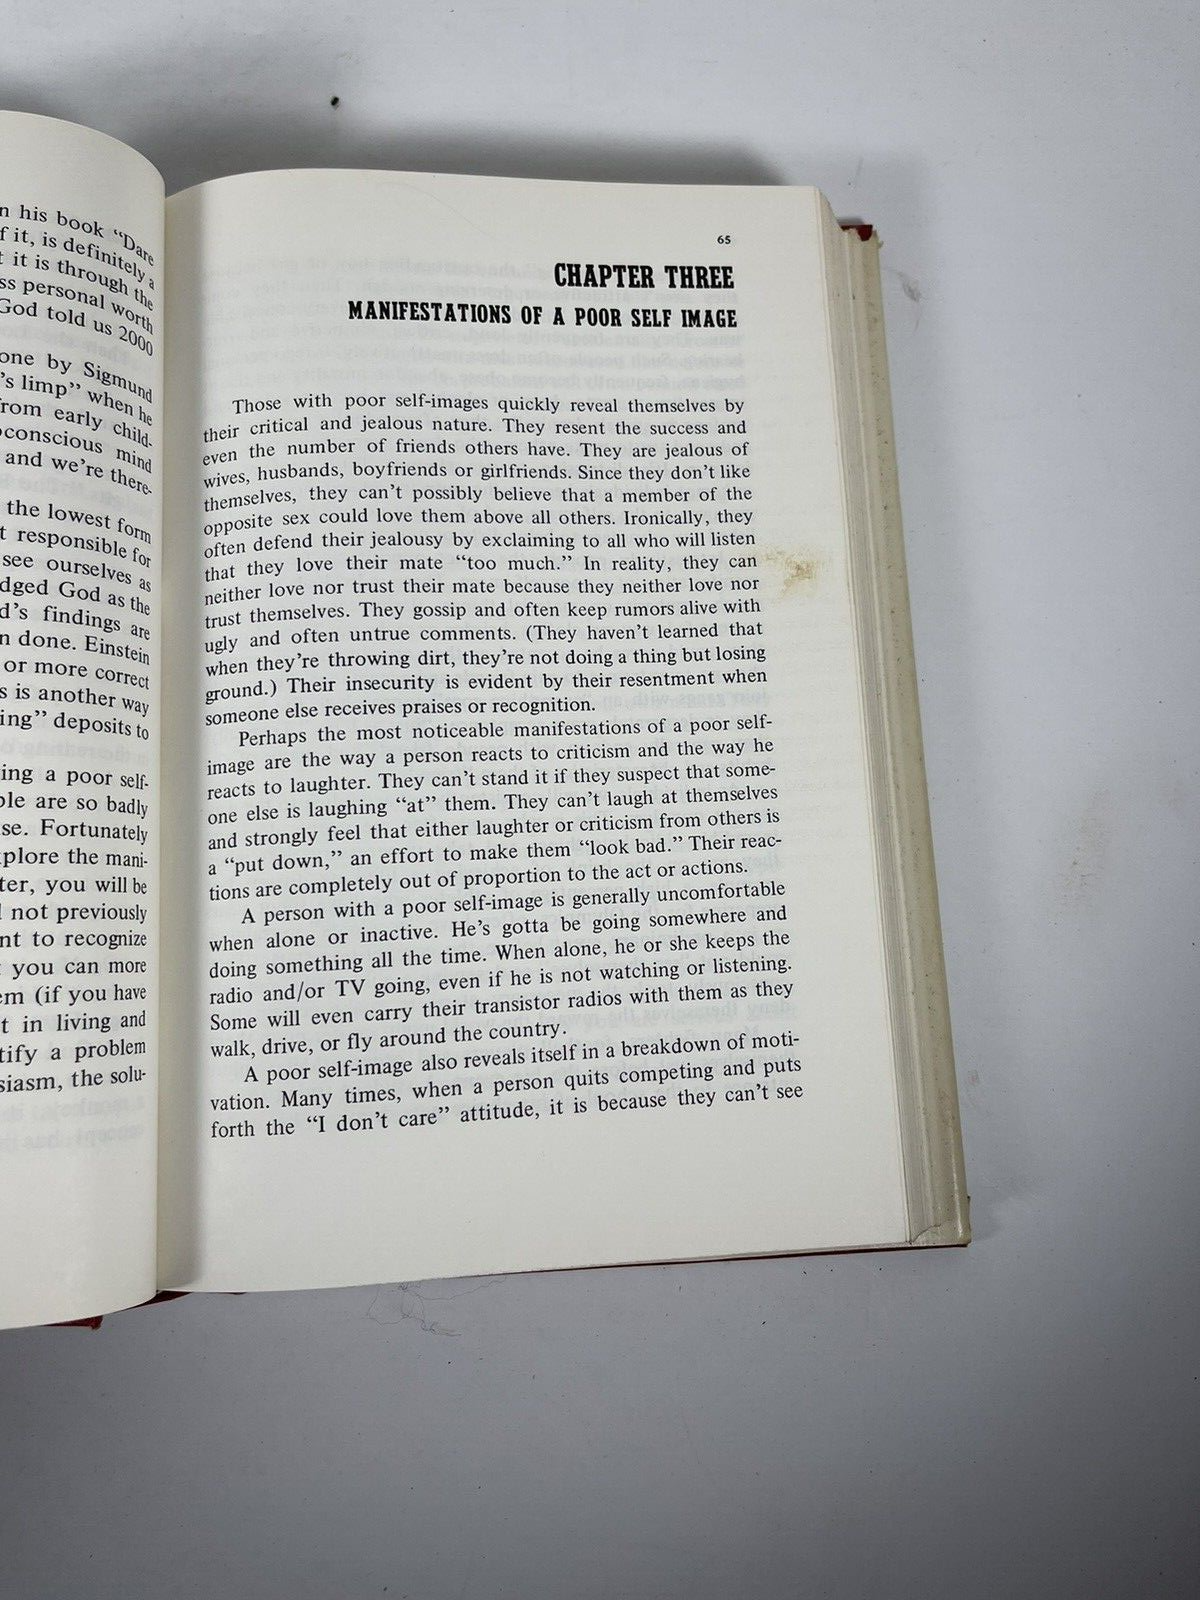 n his book “Dare
f it, is definitely a
t it is through the
ss personal worth
God told us 2000
one by Sigmund
’s limp” when he
from early child-
conscious mind
and we’re there-
the lowest form
t responsible for
see ourselves as
dged God as the
d’s findings are
n done. Einstein
or more correct
s is another way
ing” deposits to
ing a poor self-
ple are so badly
se. Fortunately
xplore the mani-
ter, you will be
not previously
nt to recognize
you can more
em (if you have
t in living and
tify a problem
siasm, the solu-
65
CHAPTER THREE
MANIFESTATIONS OF A POOR SELF IMAGE
Those with poor self-images quickly reveal themselves by
their critical and jealous nature. They resent the success and
even the number of friends others have. They are jealous of
wives, husbands, boyfriends or girlfriends. Since they don’t like
themselves, they can’t possibly believe that a member of the
opposite sex could love them above all others. Ironically, they
often defend their jealousy by exclaiming to all who will listen
that they love their mate “too much.” In reality, they can
neither love nor trust their mate because they neither love nor
trust themselves. They gossip and often keep rumors alive with
ugly and often untrue comments. (They haven’t learned that
when they’re throwing dirt, they’re not doing a thing but losing
ground.) Their insecurity is evident by their resentment when
someone else receives praises or recognition.
Perhaps the most noticeable manifestations of a poor self-
image are the way a person reacts to criticism and the way he
reacts to laughter. They can’t stand it if they suspect that some-
one else is laughing “at” them. They can’t laugh at themselves
and strongly feel that either laughter or criticism from others is
a “put down,” an effort to make them “look bad.” Their reac-
tions are completely out of proportion to the act or actions.
A person with a poor self-image is generally uncomfortable
when alone or inactive. He’s gotta be going somewhere and
doing something all the time. When alone, he or she keeps the
radio and/or TV going, even if he is not watching or listening.
Some will even carry their transistor radios with them as they
walk, drive, or fly around the country.
A poor self-image also reveals itself in a breakdown of moti-
vation. Many times, when a person quits competing and puts
forth the “I don’t care” attitude, it is because they can’t see